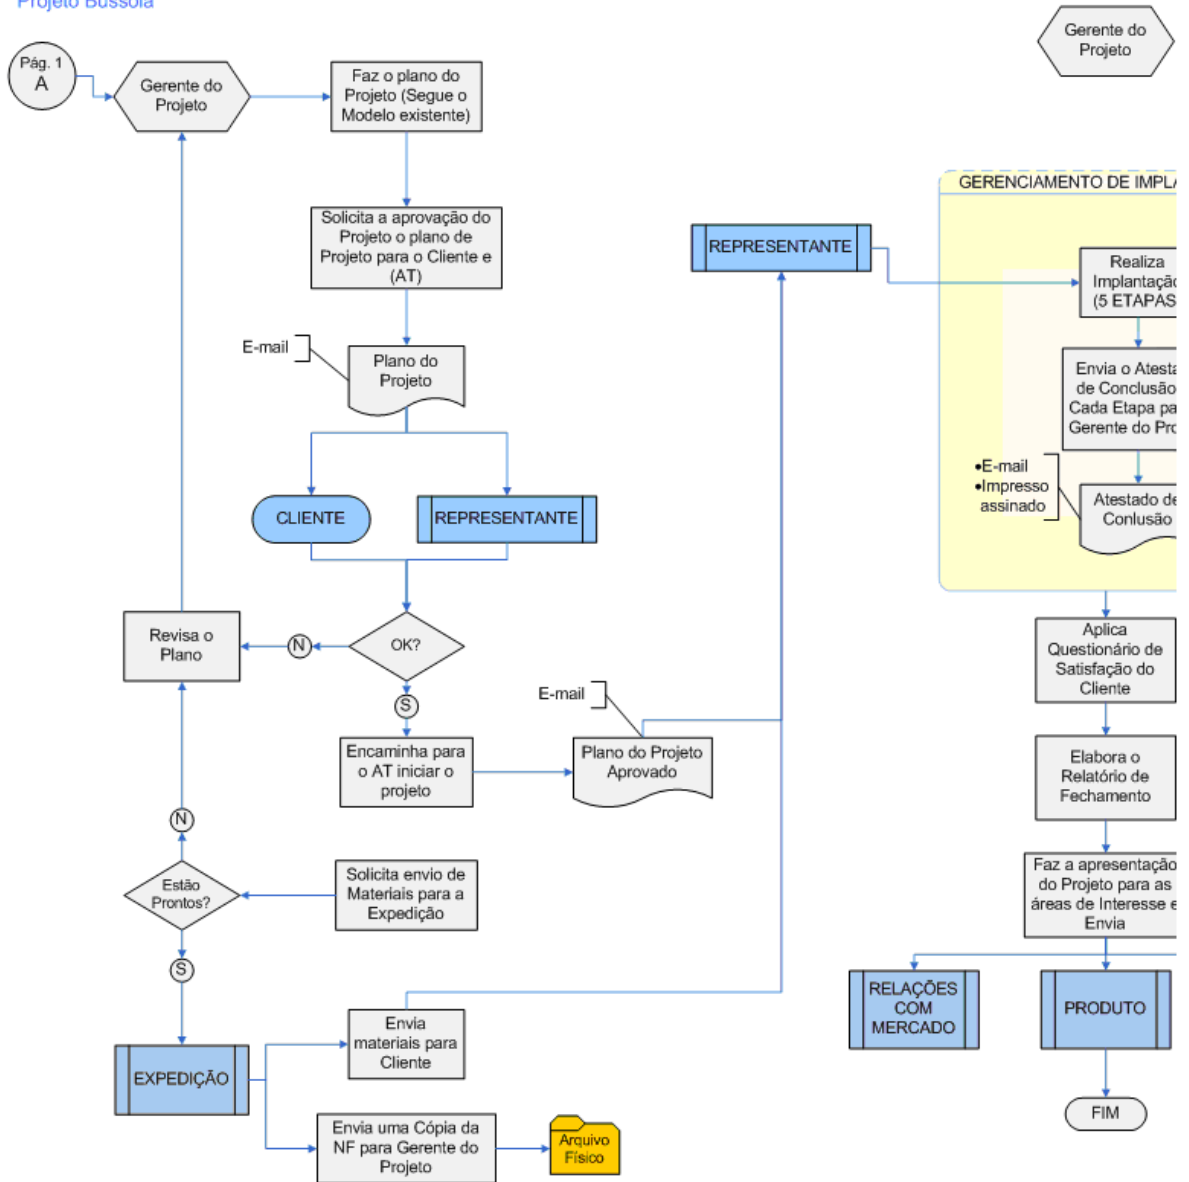 Projeto Bússola
Pág. 1
A
Gerente do
Projeto
Faz o plano do
Projeto (Segue o
Modelo existente)
Solicita a aprovação do
Projeto o plano de
Projeto para o Cliente e
(AT)
E-mail
Plano do
Projeto
CLIENTE
REPRESENTANTE
OK?
N
Revisa o
Plano
S
Encaminha para
o AT iniciar o
projeto
E-mail
Plano do Projeto
Aprovado
N
Estão
Prontos?
Solicita envio de
Materiais para a
Expedição
S
EXPEDIÇÃO
Envia
materiais para
Cliente
Envia uma Cópia da
NF para Gerente do
Projeto
Arquivo
Físico
REPRESENTANTE
Gerente do
Projeto
GERENCIAMENTO DE
Realiza
Implantação
(5 ETAPAS
Envia o
de Conclusão
Cada Etapa
Gerente do
•E-mail
•Impresso
assinado
Atestado de
Conlusão
Aplica
Questionário de
Satisfação do
Cliente
Elabora o
Relatório de
Fechamento
Faz a apresentação
do Projeto para as
áreas de Interesse e
Envia
RELAÇÕES
COM
MERCADO
PRODUTO
FIM